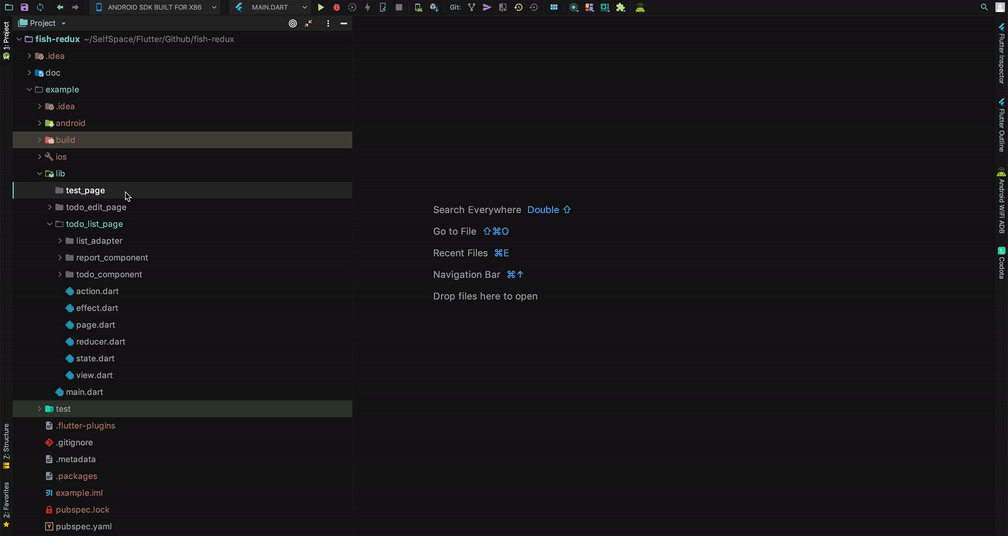 ANDROID SDK BUILT FOR X86
MAIN.DART
Git:
Project
1: Project
fish-redux ~/SelfSpace/Flutter/Github/fish-redux
.idea
doc
example
.idea
android
build
ios
lib
test_page
todo_edit_page
todo_list_page
list_adapter
report_component
todo_component
action.dart
effect.dart
page.dart
reducer.dart
state.dart
view.dart
main.dart
test
.flutter-plugins
.gitignore
.metadata
.packages
example.iml
pubspec.lock
pubspec.yaml
Z: Structure
2: Favorites
Search Everywhere Double ⇧
Go to File ⇧⌘O
Recent Files ⌘E
Navigation Bar ⌘↑
Drop files here to open
Flutter Inspector
Flutter Outline
Android WiFi ADB
Codota